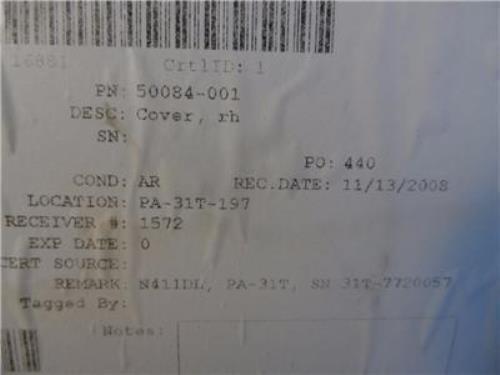 16881 CrtlID: 1
PN: 50084-001
DESC: Cover, rh
SN:
PO: 440
COND: AR REC.DATE: 11/13/2008
LOCATION: PA-31T-197
RECEIVER #: 1572
EXP DATE: 0
CERT SOURCE:
REMARK: N411DL, PA-31T, SN 31T-7720057
Tagged By:
Notes: